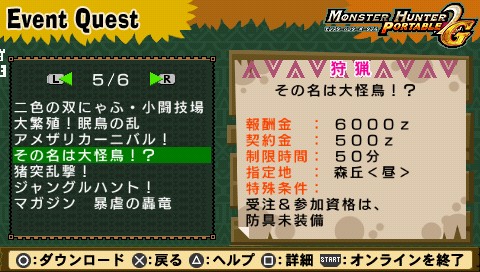 Event Quest
MONSTER HUNTER
PORTABLE 2nd G
L 5/6 R
二色の双にゃふ・小闘技場
大繁殖！眠鳥の乱
アメザリカーニバル！
その名は大怪鳥！？
猪突乱撃！
ジャングルハント！
マガジン　暴虐の轟竜
狩猟
その名は大怪鳥！？
報酬金　：　６０００ｚ
契約金　：　５００ｚ
制限時間：　５０分
指定地　：　森丘＜昼＞
特殊条件：
受注＆参加資格は、
防具未装備
◎：ダウンロード　×：戻る　△：ヘルプ　□：詳細　START：オンラインを終了